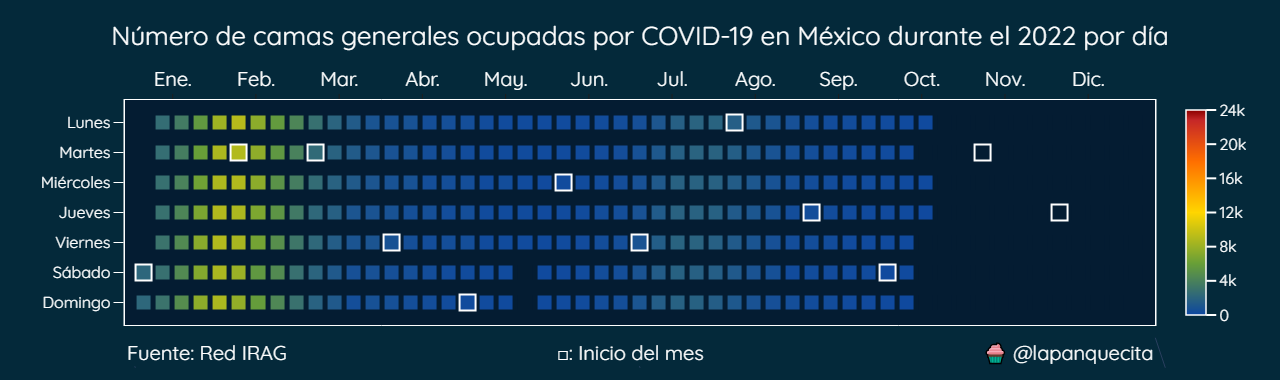 Número de camas generales ocupadas por COVID-19 en México durante el 2022 por día
Ene. Feb. Mar. Abr. May. Jun. Jul. Ago. Sep. Oct. Nov. Dic.
Lunes
Martes
Miércoles
Jueves
Viernes
Sábado
Domingo
24k
20k
16k
12k
8k
4k
0
Fuente: Red IRAG
□: Inicio del mes
🧁 @lapanquecita